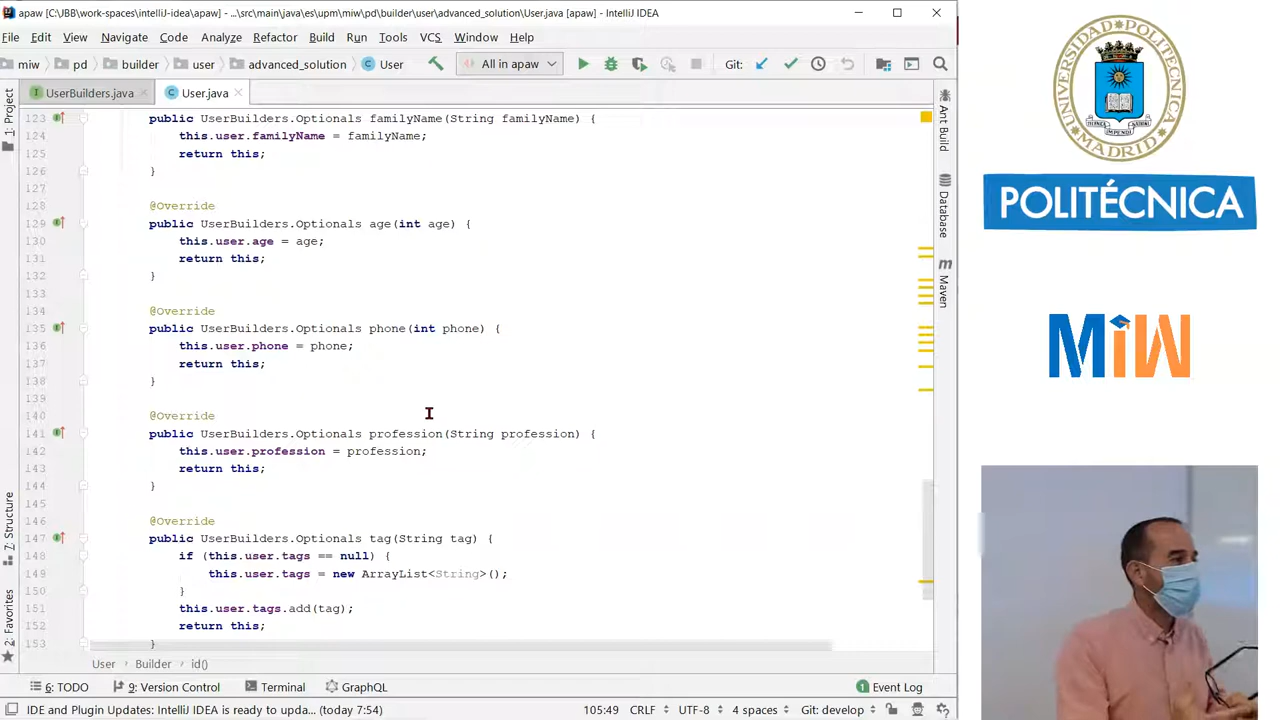 apaw [C:\JBB\work-spaces\intelliJ-idea\apaw] - ...\src\main\java\es\upm\miw\pd\builder\user\advanced_solution\User.java [apaw] - IntelliJ IDEA
File Edit View Navigate Code Analyze Refactor Build Run Tools VCS Window Help
miw pd builder user advanced_solution User All in apaw Git:
UserBuilders.java User.java
1: Project
7: Structure
2: Favorites
Ant Build
Database
m Maven
123 public UserBuilders.Optionals familyName(String familyName) {
124 this.user.familyName = familyName;
125 return this;
126 }
127
128 @Override
129 public UserBuilders.Optionals age(int age) {
130 this.user.age = age;
131 return this;
132 }
133
134 @Override
135 public UserBuilders.Optionals phone(int phone) {
136 this.user.phone = phone;
137 return this;
138 }
139
140 @Override
141 public UserBuilders.Optionals profession(String profession) {
142 this.user.profession = profession;
143 return this;
144 }
145
146 @Override
147 public UserBuilders.Optionals tag(String tag) {
148 if (this.user.tags == null) {
149 this.user.tags = new ArrayList<String>();
150 }
151 this.user.tags.add(tag);
152 return this;
153 }
User Builder id()
6: TODO 9: Version Control Terminal GraphQL 1 Event Log
IDE and Plugin Updates: IntelliJ IDEA is ready to upda... (today 7:54) 105:49 CRLF UTF-8 4 spaces Git: develop
UNIVERSIDAD POLITÉCNICA
MADRID
POLITÉCNICA
MiW